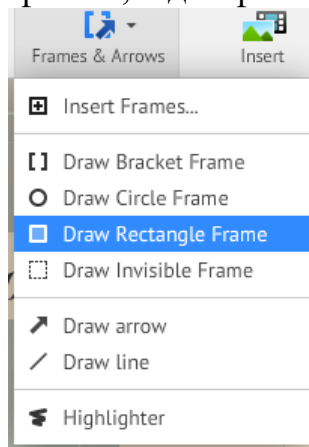 Frames & Arrows
Insert
Insert Frames...
Draw Bracket Frame
Draw Circle Frame
Draw Rectangle Frame
Draw Invisible Frame
Draw arrow
Draw line
Highlighter